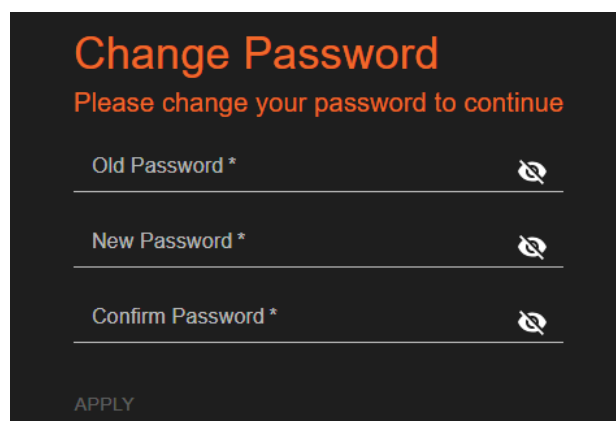 Change Password
Please change your password to continue
Old Password *
New Password *
Confirm Password *
APPLY